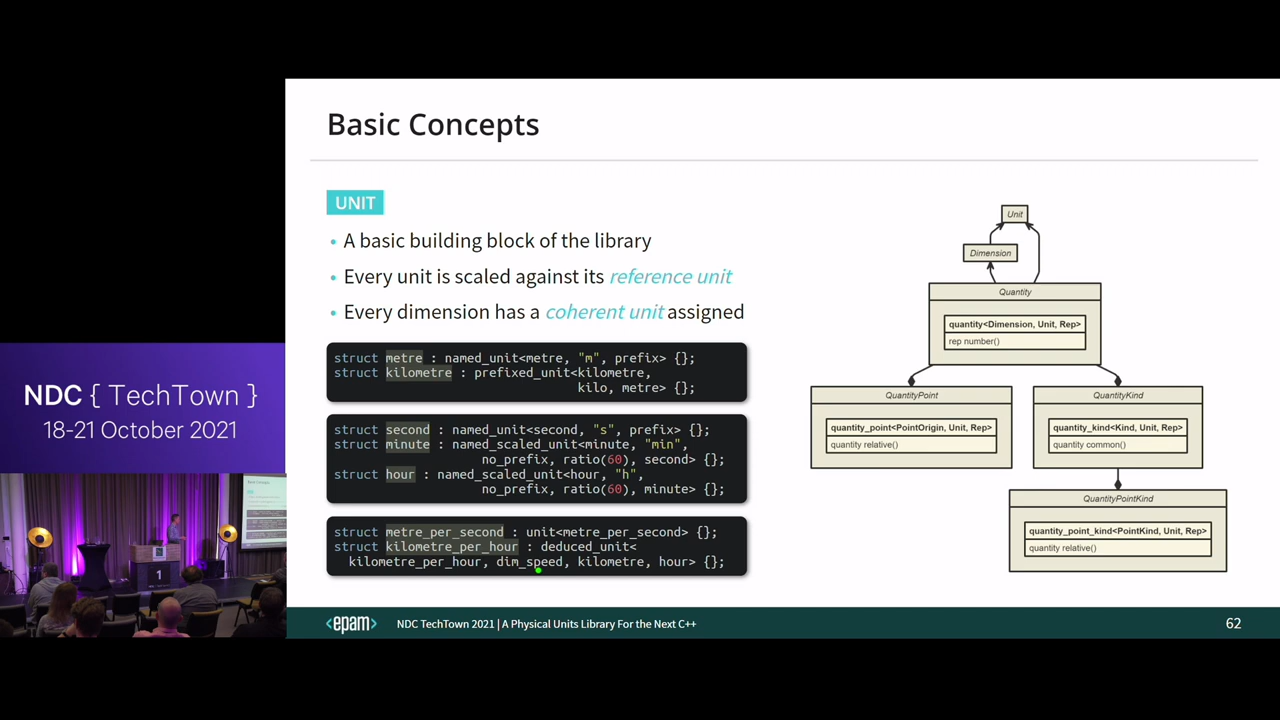 Basic Concepts
UNIT
• A basic building block of the library
• Every unit is scaled against its reference unit
• Every dimension has a coherent unit assigned
struct metre : named_unit<metre, "m", prefix> {};
struct kilometre : prefixed_unit<kilometre,
kilo, metre> {};
struct second : named_unit<second, "s", prefix> {};
struct minute : named_scaled_unit<minute, "min",
no_prefix, ratio(60), second> {};
struct hour : named_scaled_unit<hour, "h",
no_prefix, ratio(60), minute> {};
struct metre_per_second : unit<metre_per_second> {};
struct kilometre_per_hour : deduced_unit<
kilometre_per_hour, dim_speed, kilometre, hour> {};
Unit
Dimension
Quantity
quantity<Dimension, Unit, Rep>
rep number()
QuantityPoint
quantity_point<PointOrigin, Unit, Rep>
quantity relative()
QuantityKind
quantity_kind<Kind, Unit, Rep>
quantity common()
QuantityPointKind
quantity_point_kind<PointKind, Unit, Rep>
quantity relative()
NDC { TechTown }
18-21 October 2021
1
<epam>
NDC TechTown 2021 | A Physical Units Library For the Next C++
62